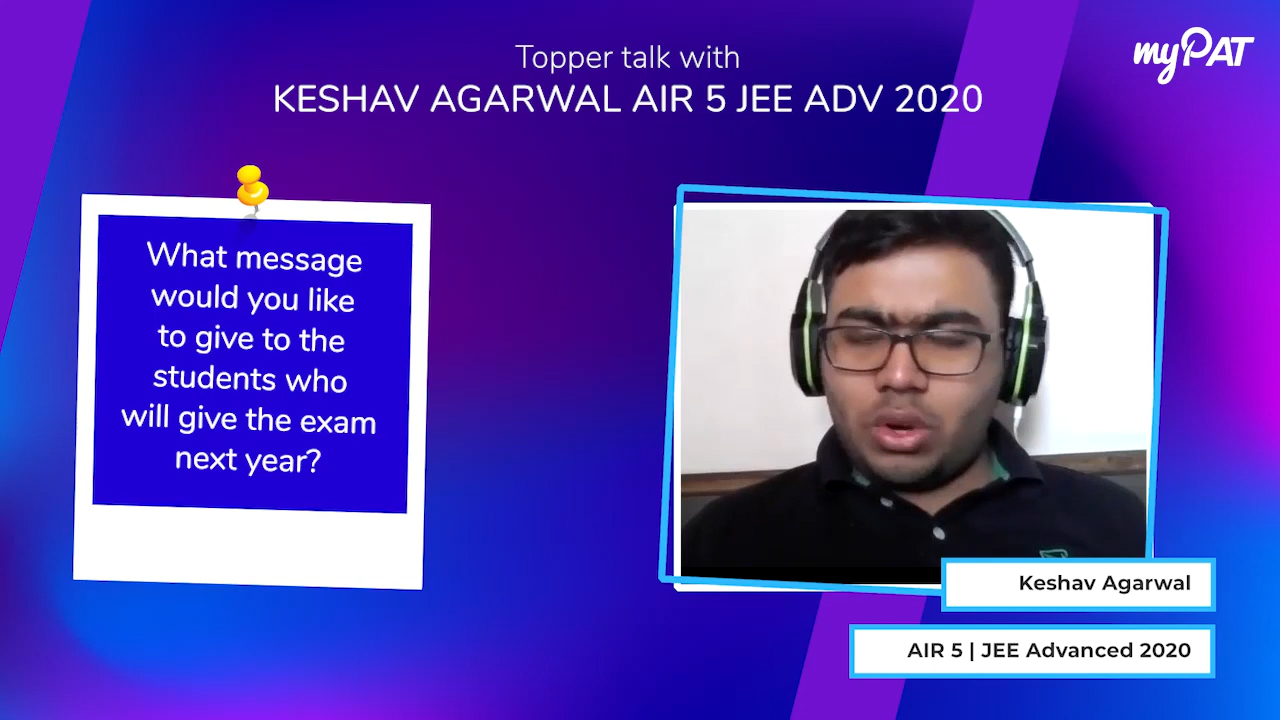 Topper talk with
KESHAV AGARWAL AIR 5 JEE ADV 2020
myPAT
What message
would you like
to give to the
students who
will give the exam
next year?
Keshav Agarwal
AIR 5 | JEE Advanced 2020